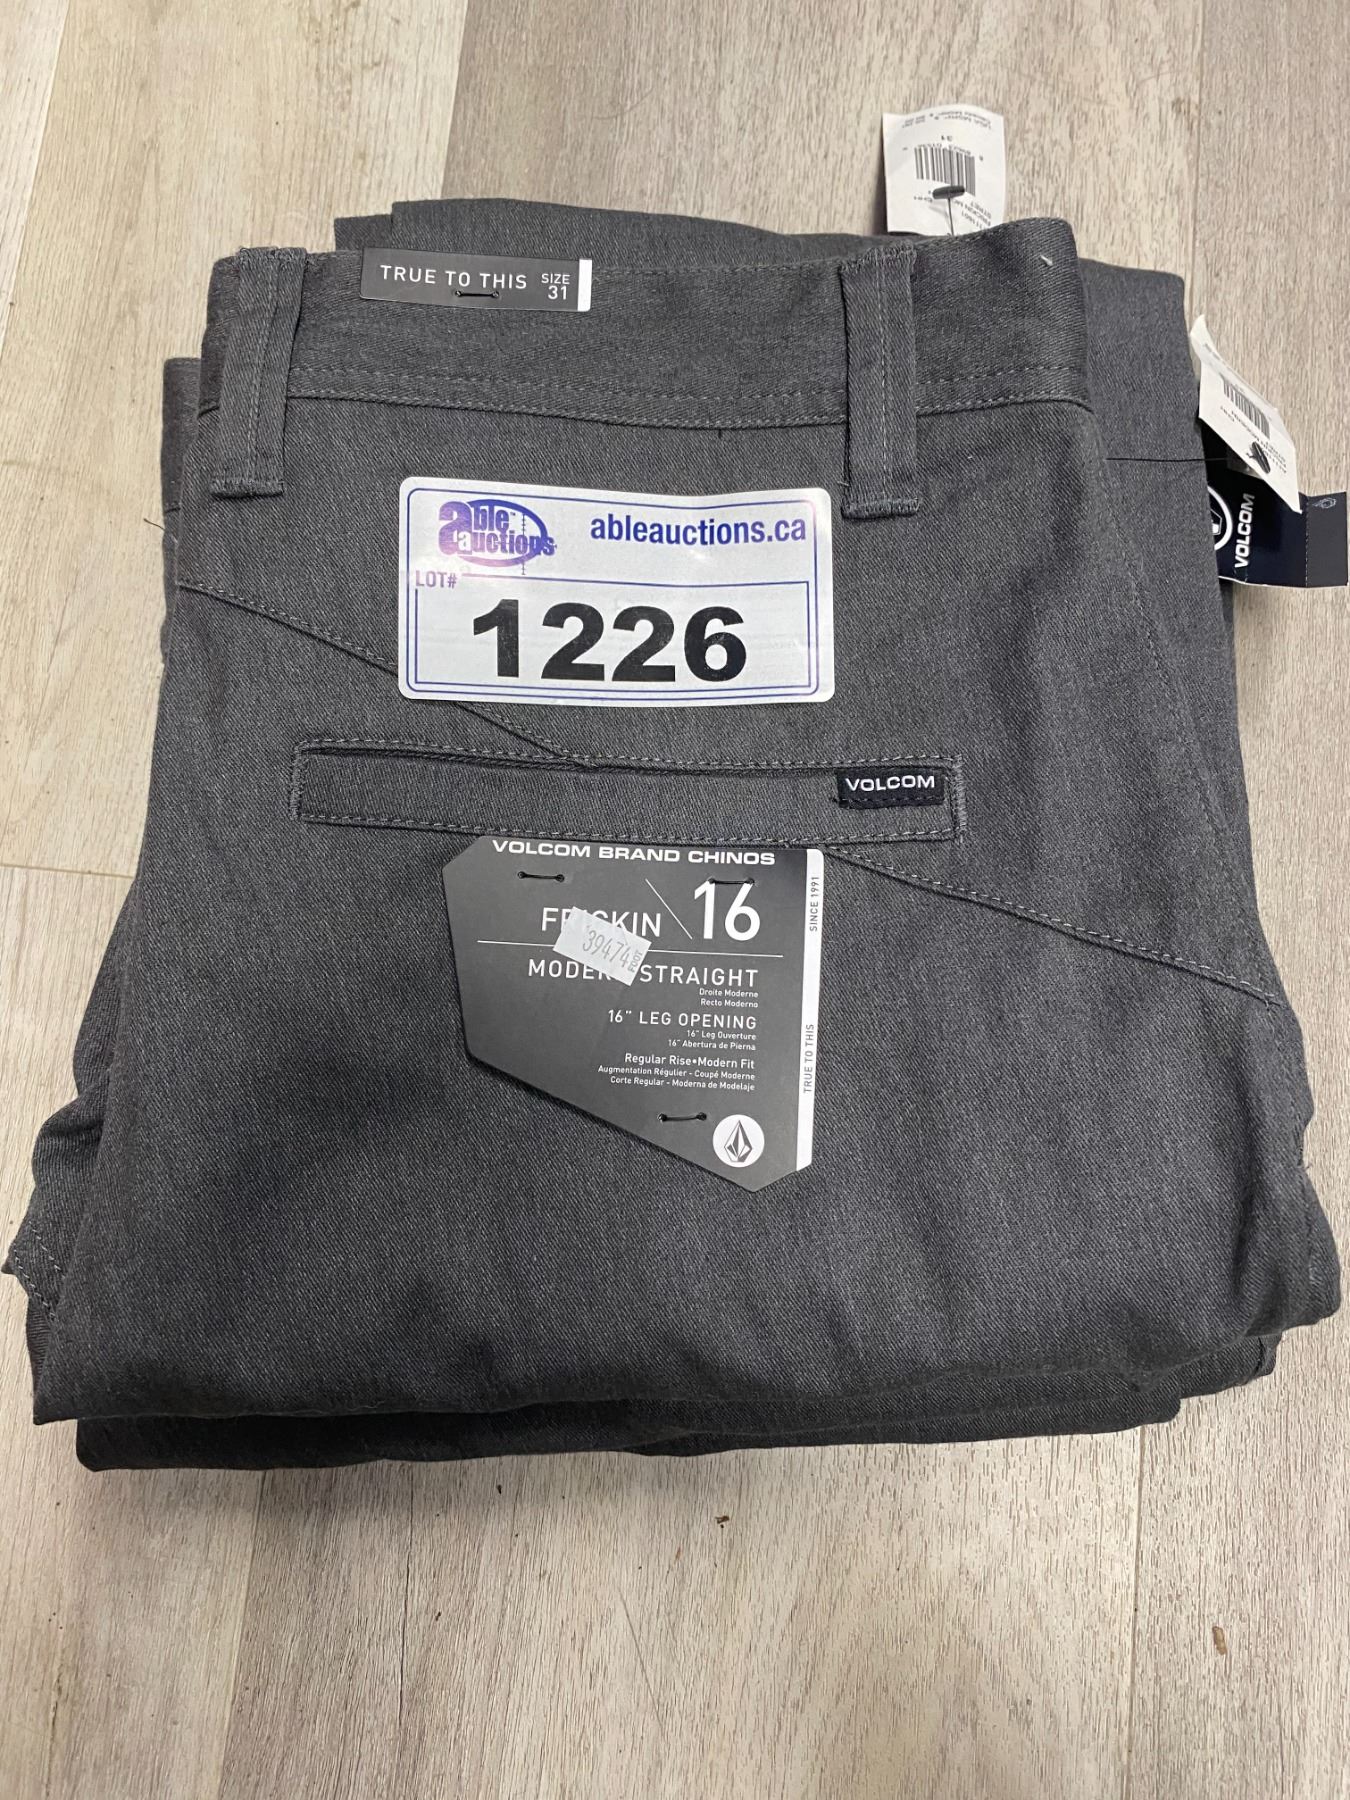 31
TRUE TO THIS
SIZE
31
able
auctions
ableauctions.ca
LOT#
1226
VOLCOM
VOLCOM
VOLCOM BRAND CHINOS
16
39474
FOOT
STRAIGHT
Droite Moderne
Recto Moderno
16" LEG OPENING
16" Leg Ouverture
16" Abertura de Pierna
Regular Rise•Modern Fit
Augmentation Régulier - Coupé Moderne
Corte Regular - Moderna de Modelaje
SINCE 1991
TRUE TO THIS